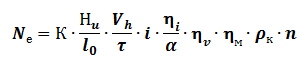 Nₑ = К · Hᵤ/l₀ · Vₕ/τ · i · ηᵢ/α · ηᵥ · ηₘ · ρₖ · n